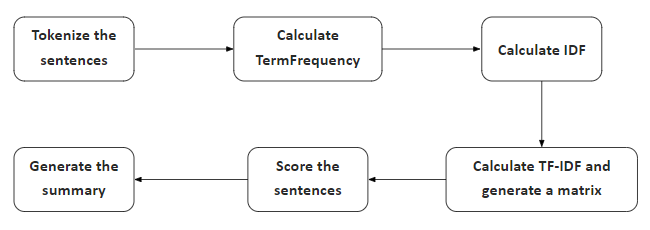 Tokenize the
sentences
Calculate
TermFrequency
Calculate IDF
Calculate TF-IDF and
generate a matrix
Score the
sentences
Generate the
summary